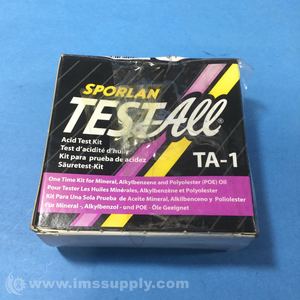 SPORLAN
TESTAll®
Acid Test Kit
Test d'acidité d'huile
Kit para prueba de acidez
Säuretest-Kit
TA-1
One Time Kit for Mineral, Alkylbenzene and Polyester (POE) Oil
Pour Tester Les Huiles Minérales, Alkylbenzène et Polyester
Kit Para Una Sola Prueba de Aceite Mineral, Alkilbenceno y Poliolester
Für Mineral-, Alkylbenzol- und POE - Öle Geeignet
© www.imssupply.com